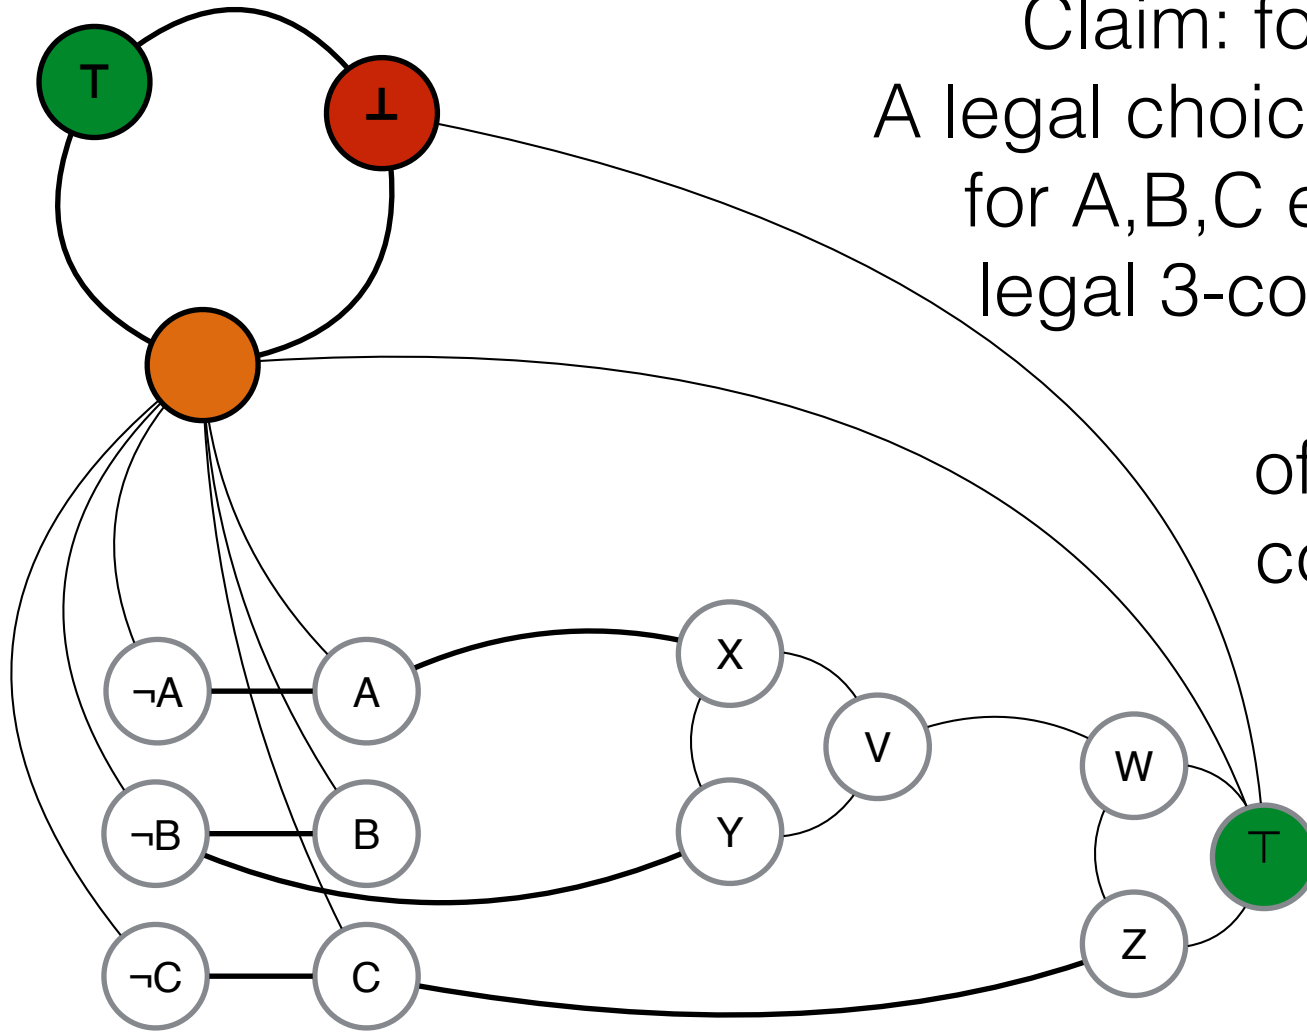 Claim: fo
A legal choic
for A,B,C e
legal 3-co
of
co
⊤
⊥
¬A
A
X
V
W
¬B
B
Y
⊤
¬C
C
Z